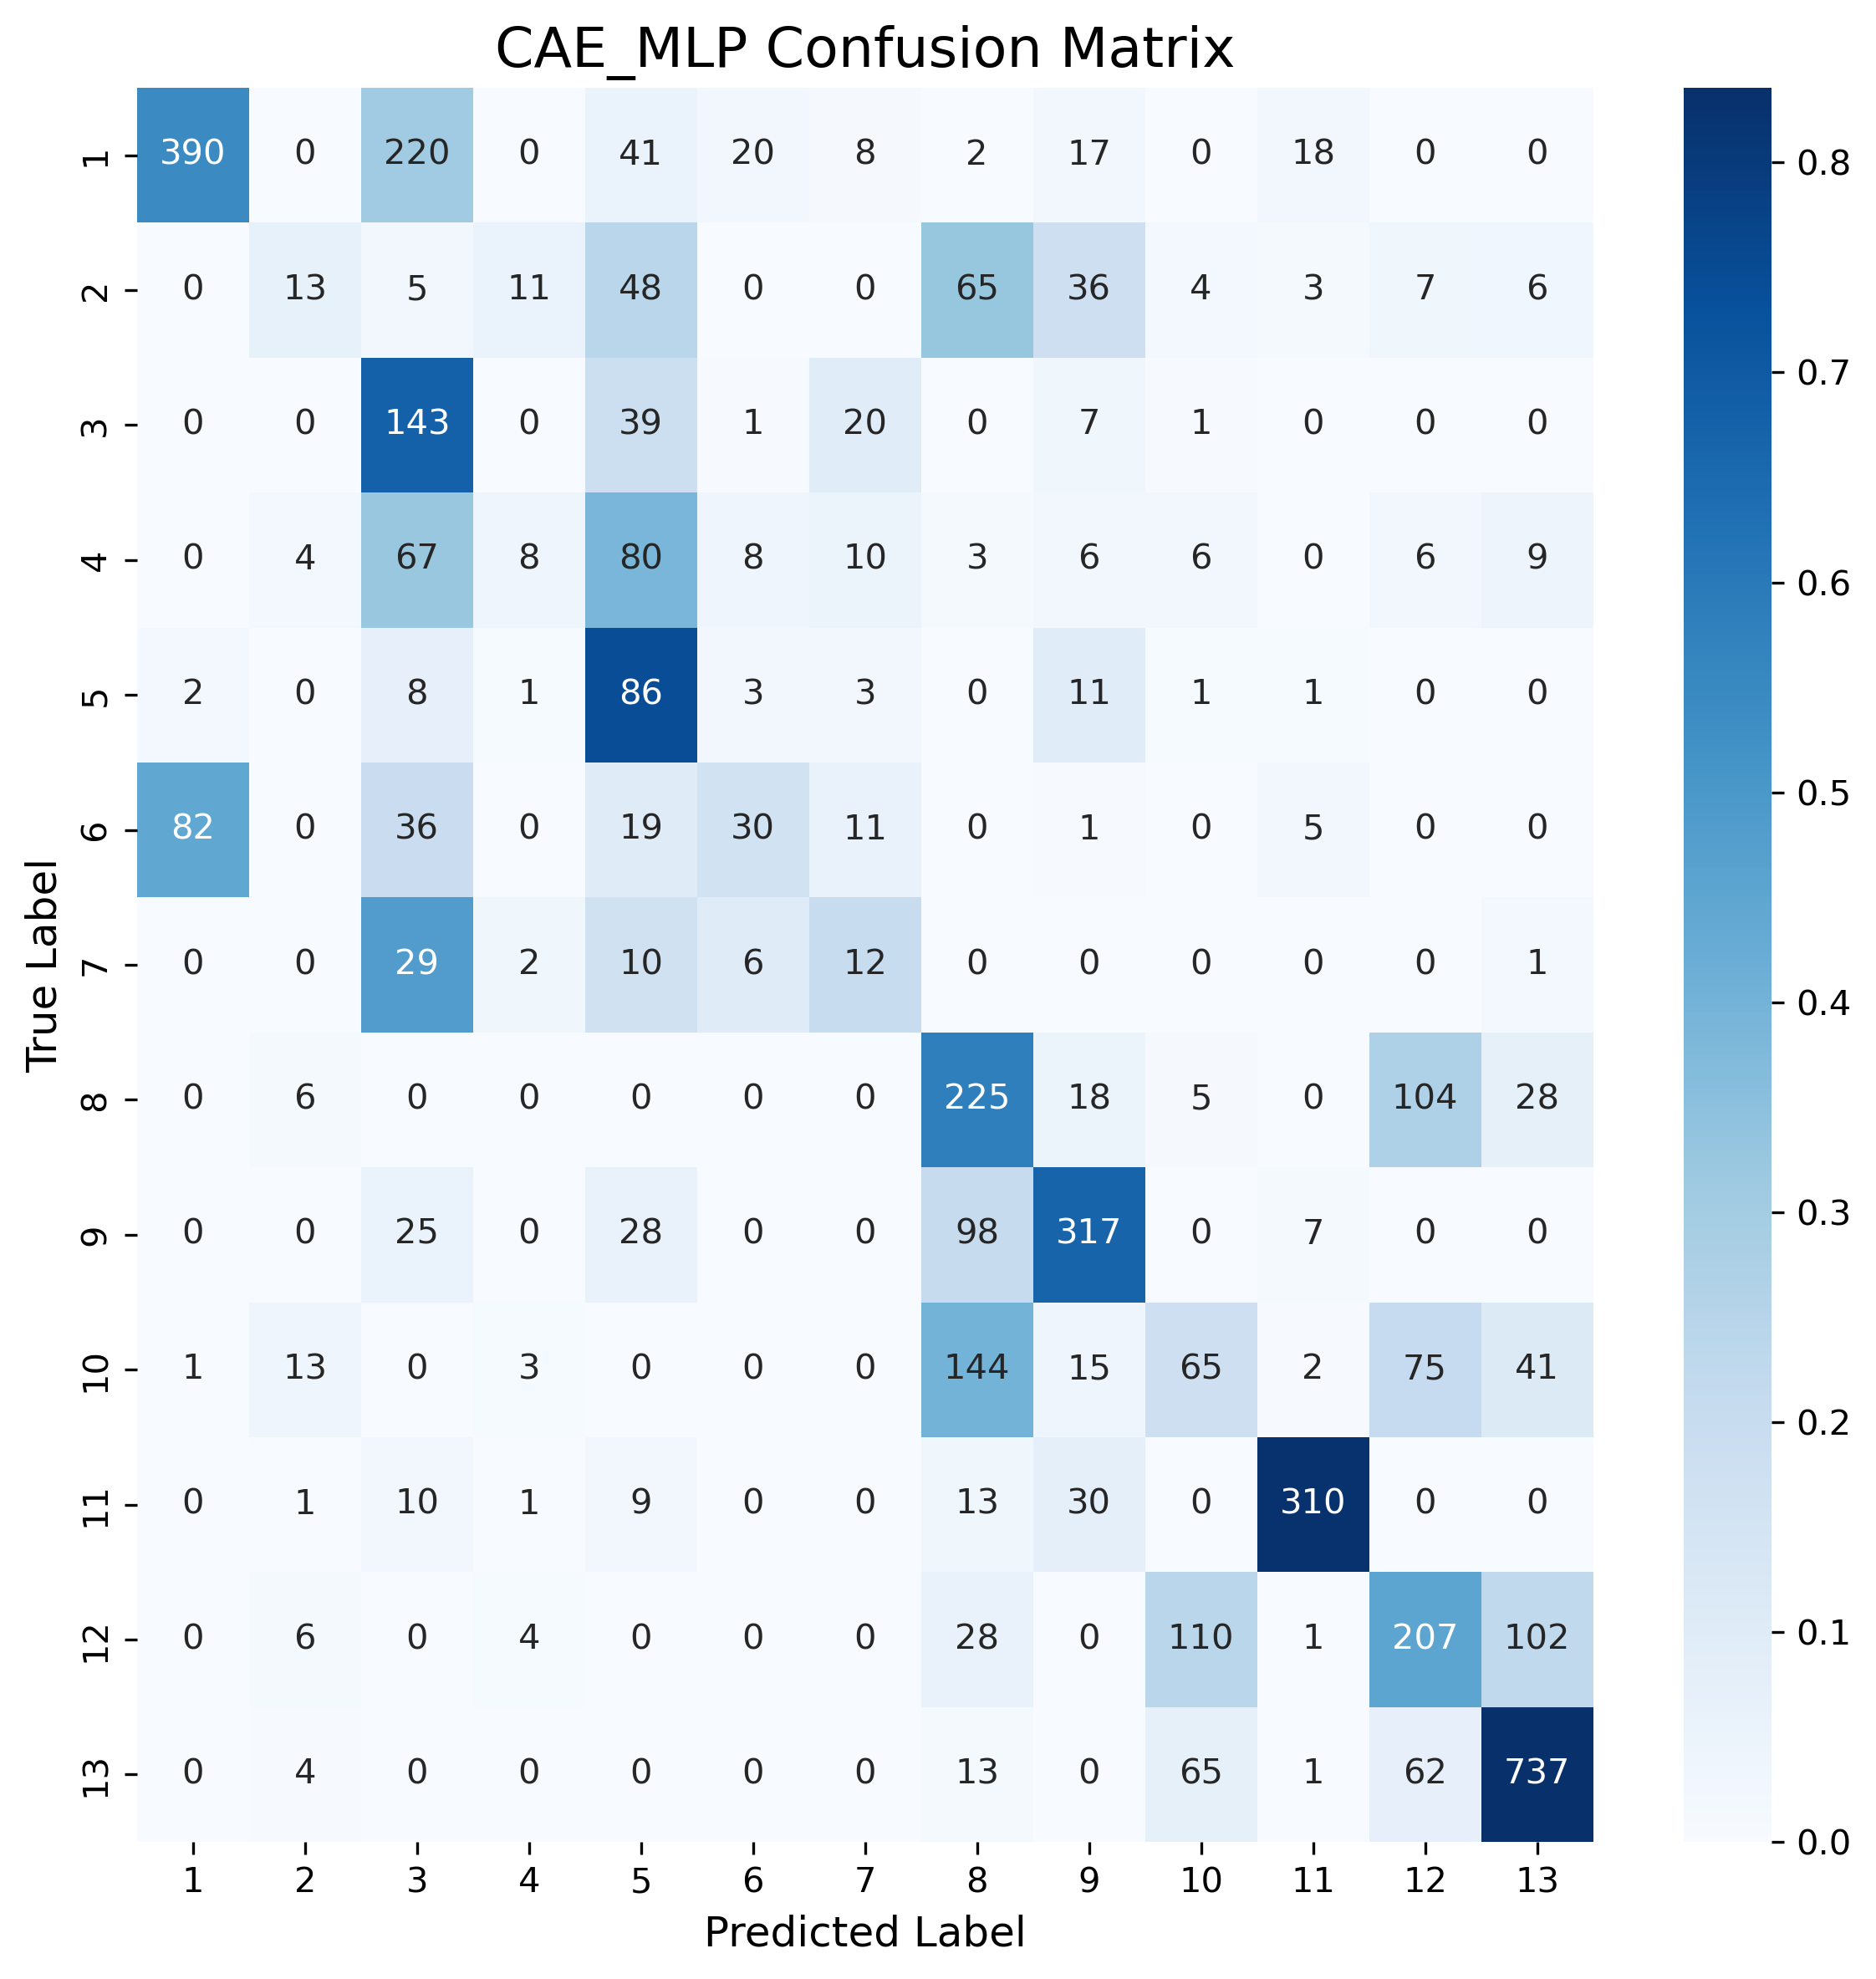 CAE_MLP Confusion Matrix
1 390 0 220 0 41 20 8 2 17 0 18 0 0
2 0 13 5 11 48 0 0 65 36 4 3 7 6
3 0 0 143 0 39 1 20 0 7 1 0 0 0
4 0 4 67 8 80 8 10 3 6 6 0 6 9
5 2 0 8 1 86 3 3 0 11 1 1 0 0
6 82 0 36 0 19 30 11 0 1 0 5 0 0
7 0 0 29 2 10 6 12 0 0 0 0 0 1
8 0 6 0 0 0 0 0 225 18 5 0 104 28
9 0 0 25 0 28 0 0 98 317 0 7 0 0
10 1 13 0 3 0 0 0 144 15 65 2 75 41
11 0 1 10 1 9 0 0 13 30 0 310 0 0
12 0 6 0 4 0 0 0 28 0 110 1 207 102
13 0 4 0 0 0 0 0 13 0 65 1 62 737
1 2 3 4 5 6 7 8 9 10 11 12 13
Predicted Label
True Label
0.8
0.7
0.6
0.5
0.4
0.3
0.2
0.1
0.0